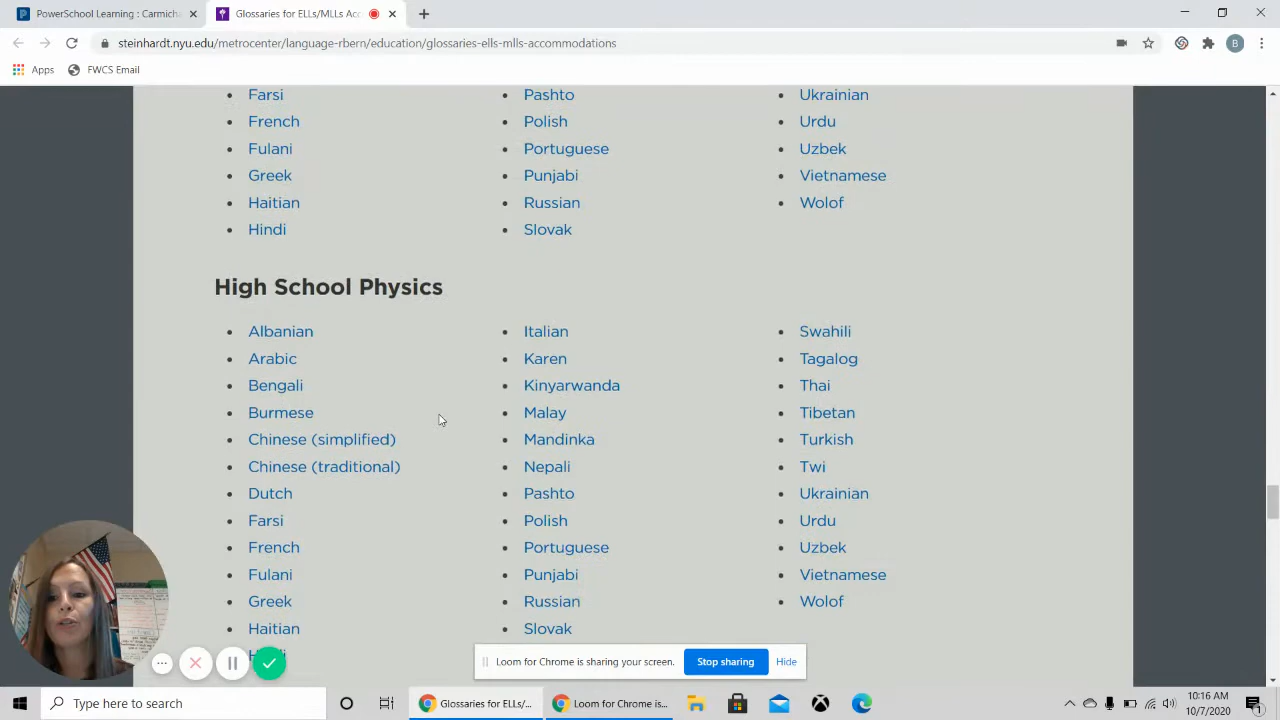 PowerSchool Learning : Carmicha
Glossaries for ELLs/MLLs Acc
steinhardt.nyu.edu/metrocenter/language-rbern/education/glossaries-ells-mlls-accommodations
B
Apps
FWCS Email
Farsi
French
Fulani
Greek
Haitian
Hindi
Pashto
Polish
Portuguese
Punjabi
Russian
Slovak
Ukrainian
Urdu
Uzbek
Vietnamese
Wolof
High School Physics
Albanian
Arabic
Bengali
Burmese
Chinese (simplified)
Chinese (traditional)
Dutch
Farsi
French
Fulani
Greek
Haitian
Italian
Karen
Kinyarwanda
Malay
Mandinka
Nepali
Pashto
Polish
Portuguese
Punjabi
Russian
Slovak
Swahili
Tagalog
Thai
Tibetan
Turkish
Twi
Ukrainian
Urdu
Uzbek
Vietnamese
Wolof
Loom for Chrome is sharing your screen.
Stop sharing
Hide
Type here to search
Glossaries for ELLs/...
Loom for Chrome is...
10:16 AM
10/7/2020
1